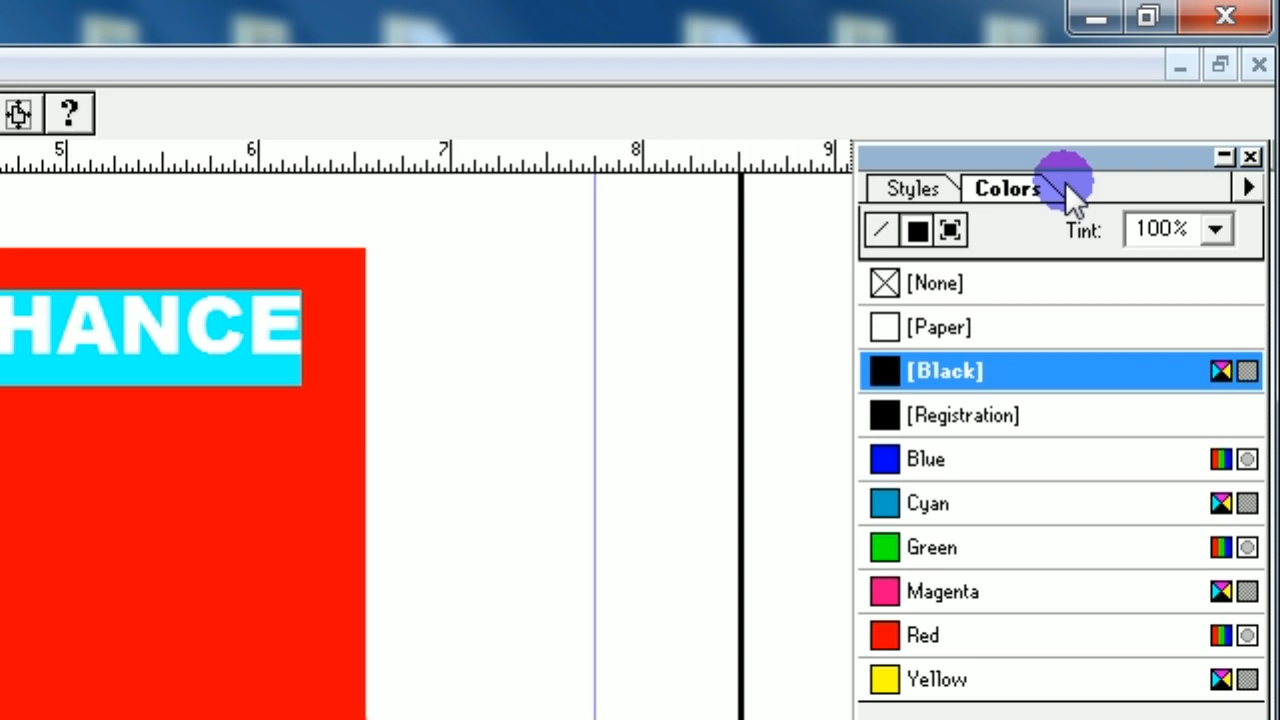 ?
5 6 7 8 9
Styles Colors
Tint: 100%
HANCE
[None]
[Paper]
[Black]
[Registration]
Blue
Cyan
Green
Magenta
Red
Yellow